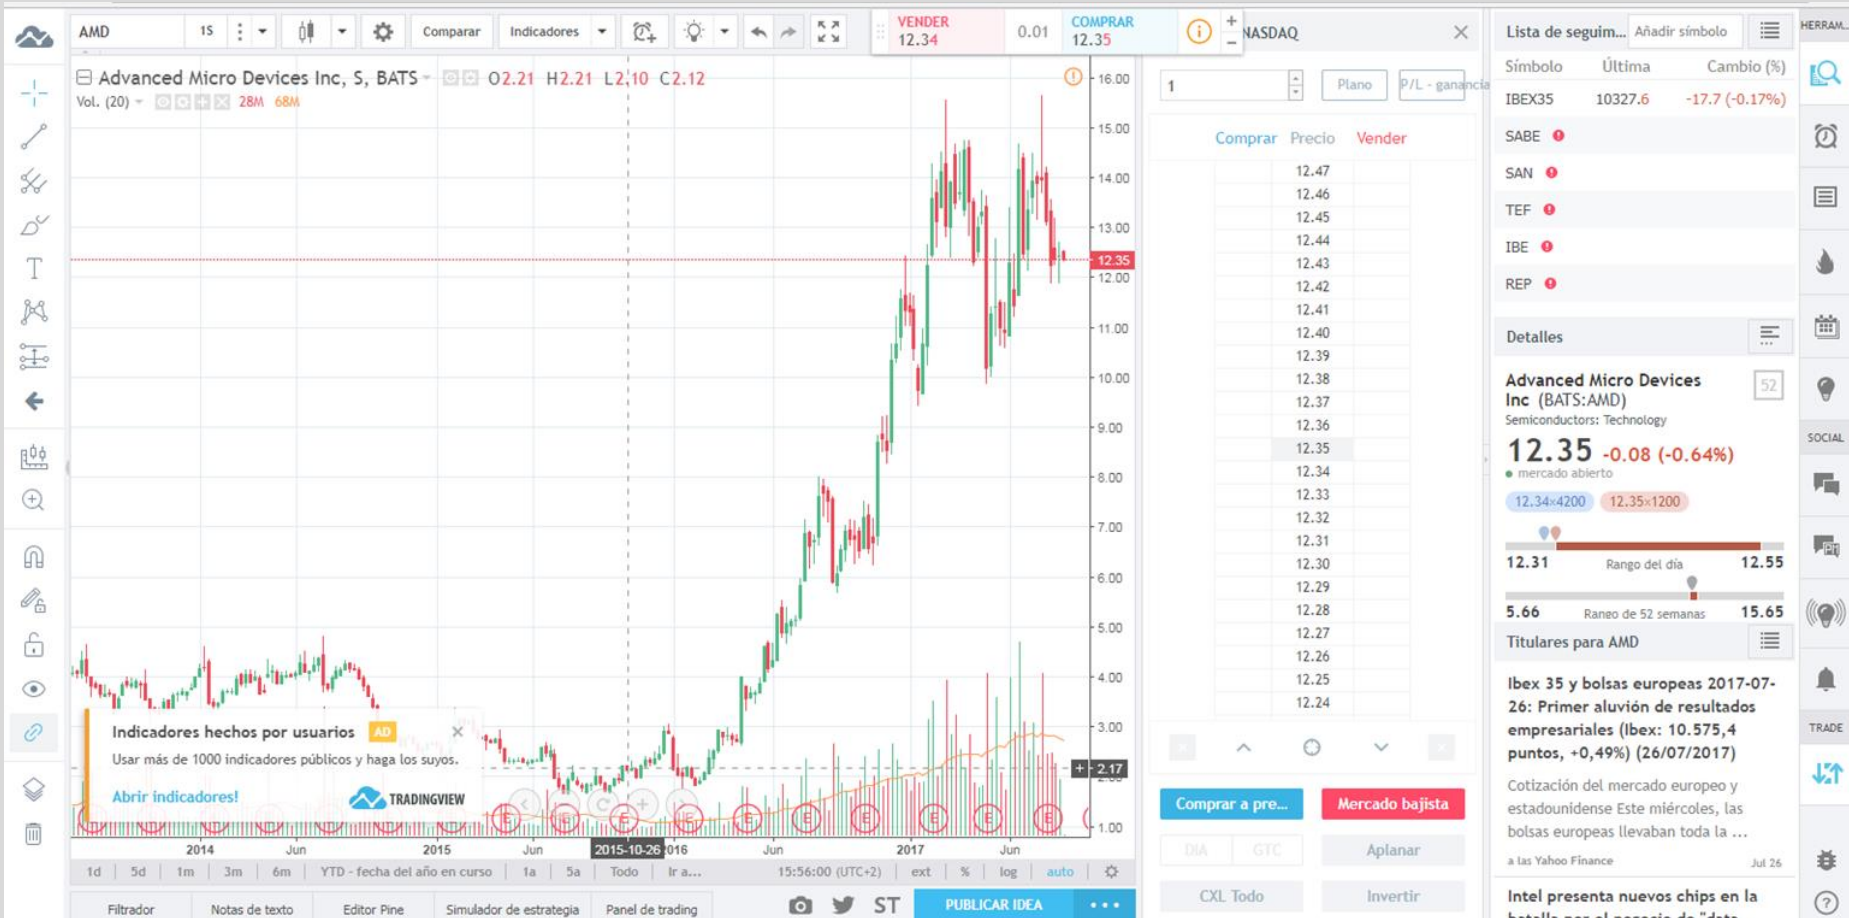 AMD
1S
Comparar
Indicadores
VENDER
12.34
0.01
COMPRAR
12.35
NASDAQ
Advanced Micro Devices Inc, S, BATS
O2.21 H2.21 L2.10 C2.12
Vol. (20)
28M 68M
16.00
15.00
14.00
13.00
12.35
12.00
11.00
10.00
9.00
8.00
7.00
6.00
5.00
4.00
3.00
2.17
1.00
Indicadores hechos por usuarios AD
Usar más de 1000 indicadores públicos y haga los suyos.
Abrir indicadores!
TRADINGVIEW
E E E E E E E E E E
2014 Jun 2015 Jun 2015-10-26 2016 Jun 2017 Jun
1d 5d 1m 3m 6m YTD - fecha del año en curso 1a 5a Todo Ir a... 15:56:00 (UTC+2) ext % log auto
Filtrador Notas de texto Editor Pine Simulador de estrategia Panel de trading ST PUBLICAR IDEA
1
Plano
P/L - ganancia
Comprar Precio Vender
12.47
12.46
12.45
12.44
12.43
12.42
12.41
12.40
12.39
12.38
12.37
12.36
12.35
12.34
12.33
12.32
12.31
12.30
12.29
12.28
12.27
12.26
12.25
12.24
Comprar a pre...
Mercado bajista
DIA GTC
Aplanar
CXL Todo
Invertir
Lista de seguim...
Añadir símbolo
Símbolo Última Cambio (%)
IBEX35 10327.6 -17.7 (-0.17%)
SABE
SAN
TEF
IBE
REP
Detalles
Advanced Micro Devices
Inc (BATS:AMD)
52
Semiconductors: Technology
12.35 -0.08 (-0.64%)
mercado abierto
12.34×4200 12.35×1200
12.31 Rango del día 12.55
5.66 Rango de 52 semanas 15.65
Titulares para AMD
Ibex 35 y bolsas europeas 2017-07-
26: Primer aluvión de resultados
empresariales (Ibex: 10.575,4
puntos, +0,49%) (26/07/2017)
Cotización del mercado europeo y
estadounidense Este miércoles, las
bolsas europeas llevaban toda la ...
a las Yahoo Finance Jul 26
Intel presenta nuevos chips en la
HERRAM...
SOCIAL
TRADE